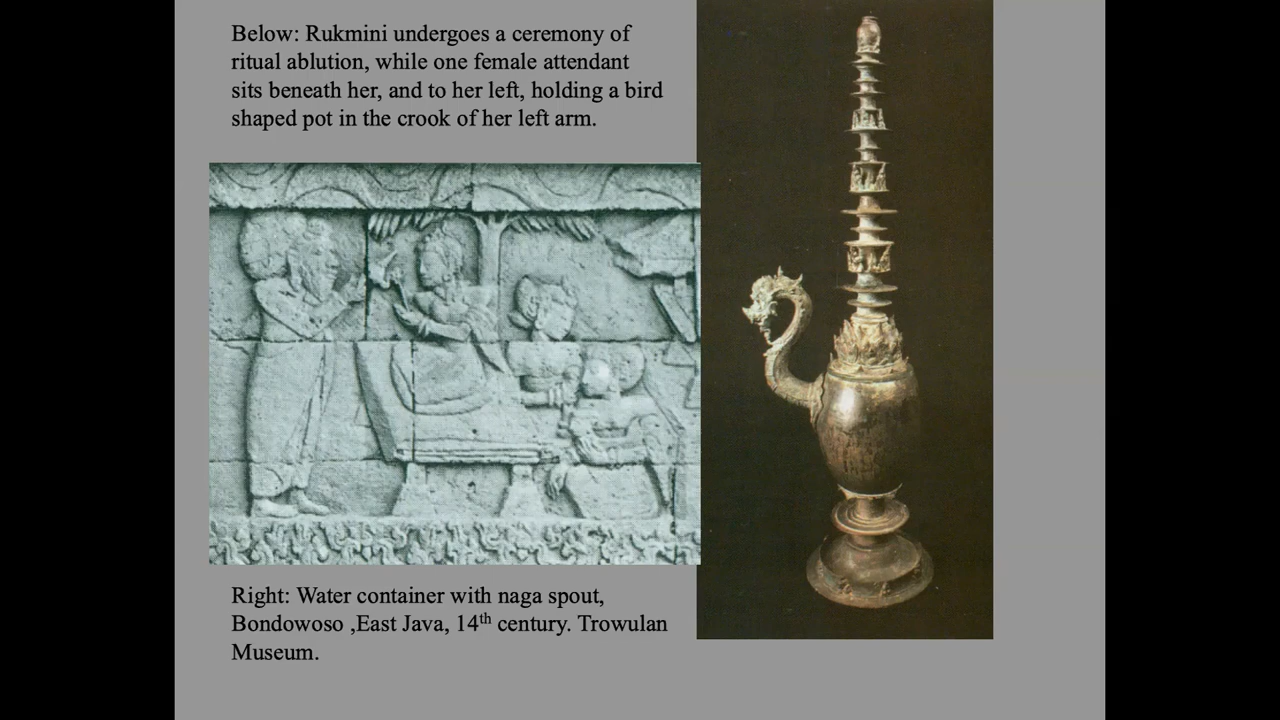 Below: Rukmini undergoes a ceremony of
ritual ablution, while one female attendant
sits beneath her, and to her left, holding a bird
shaped pot in the crook of her left arm.
Right: Water container with naga spout,
Bondowoso ,East Java, 14th century. Trowulan
Museum.